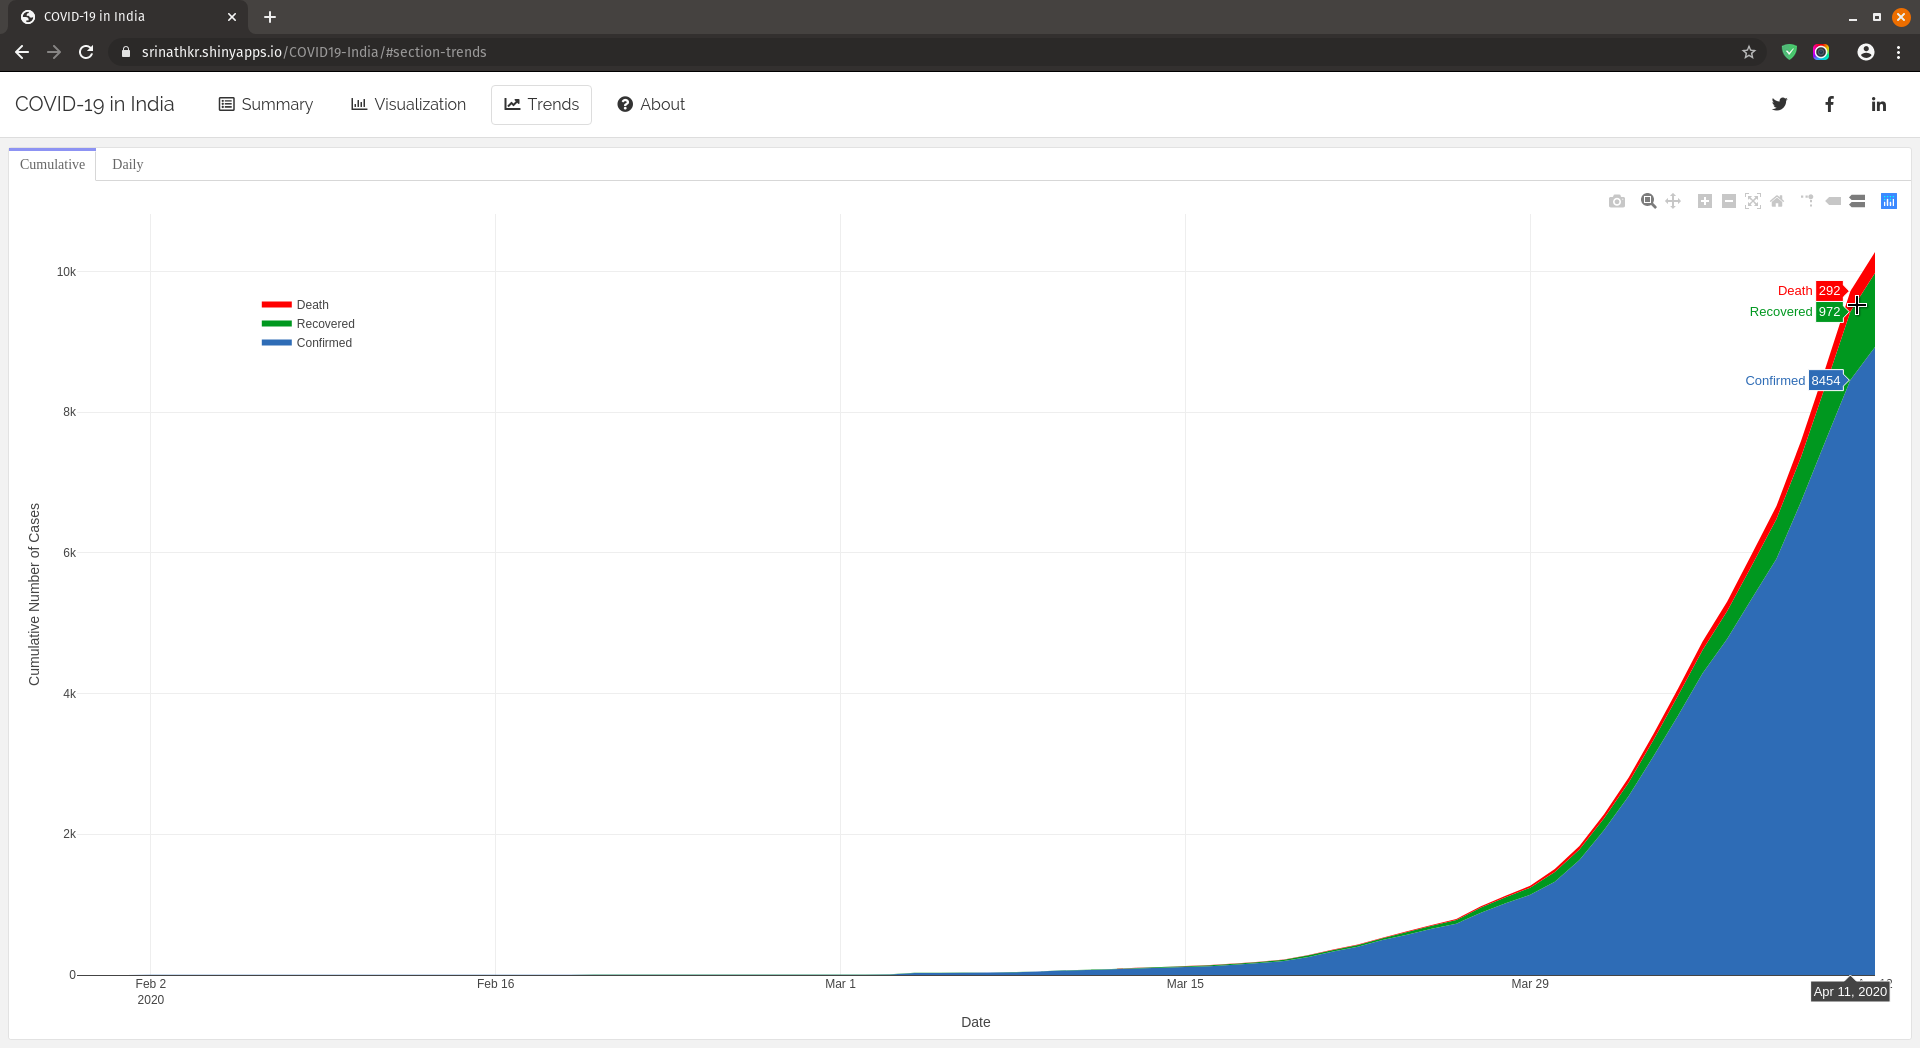 COVID-19 in India
srinathkr.shinyapps.io/COVID19-India/#section-trends
COVID-19 in India
Summary
Visualization
Trends
About
Cumulative
Daily
10k
8k
6k
4k
2k
0
Cumulative Number of Cases
Death
Recovered
Confirmed
Death 292
Recovered 972
Confirmed 8454
Feb 2
2020
Feb 16
Mar 1
Mar 15
Mar 29
Apr 11, 2020
Date